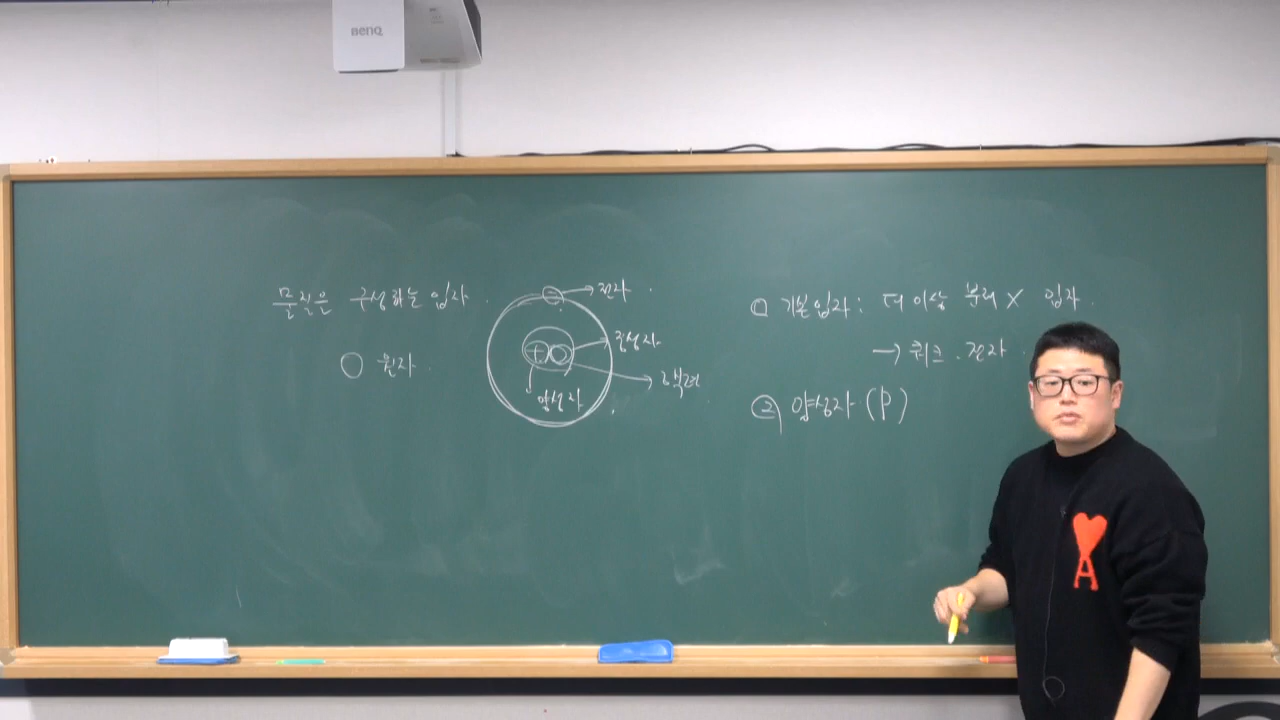 BenQ
물질은 구성하는 입자.
○ 원자.
전자.
중성자
핵력
양성자
① 기본입자: 더 이상 분해 X 입자.
→ 쿼크. 전자.
② 양성자 (P)
A